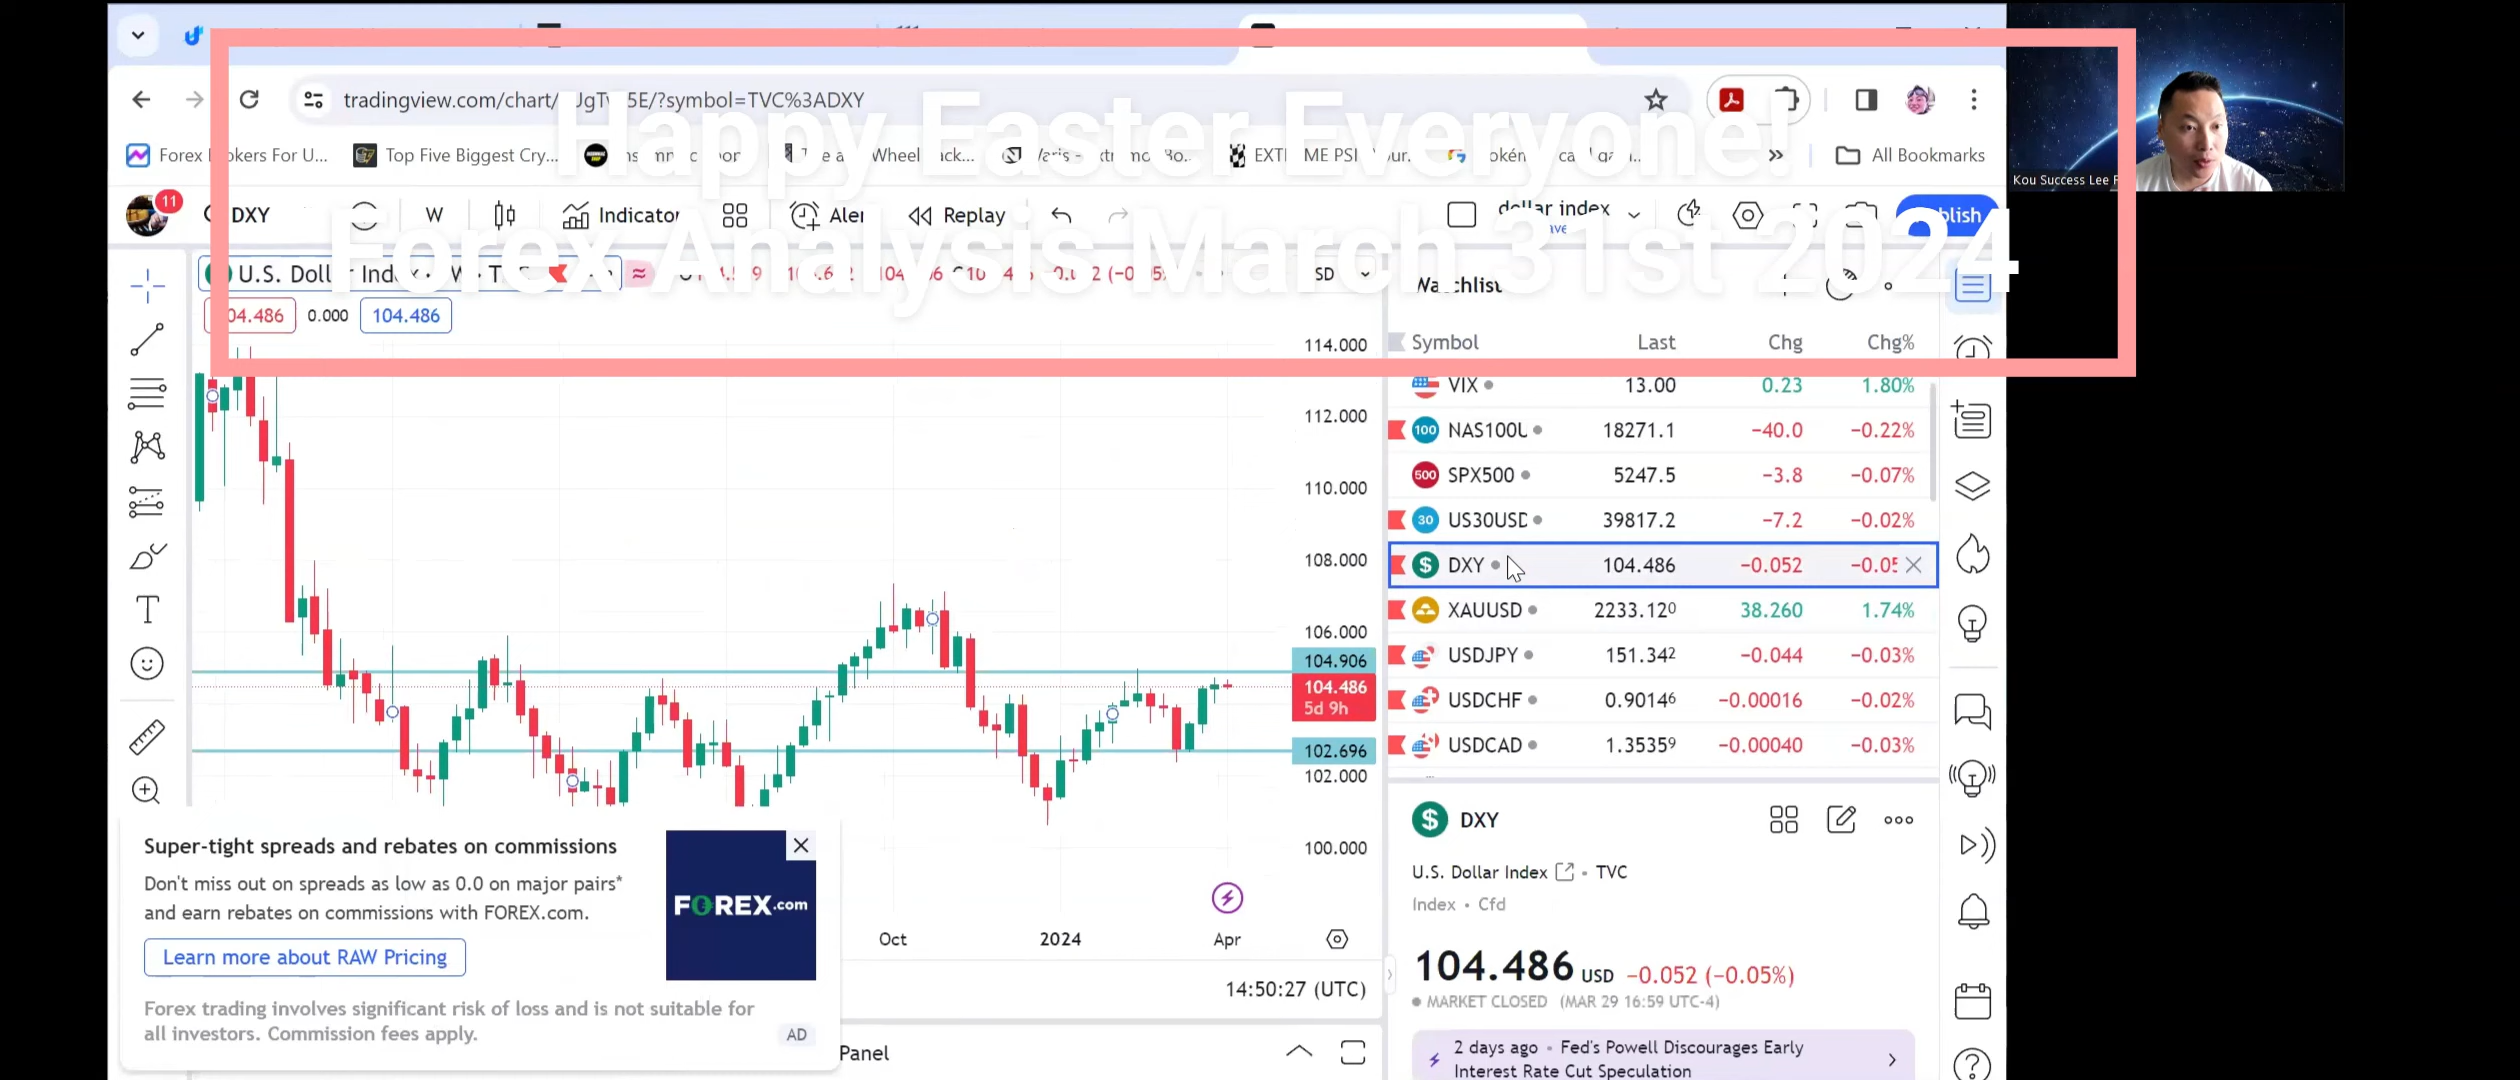 tradingview.com/chart/
5E/?symbol=TVC%3ADXY
Happy Easter Everyone!
Forex
Top Five Biggest Cry...
All Bookmarks
Kou Success Lee
11
DXY
W
Replay
dollar index
Forex Analysis March 31st 2024
104.486
0.000
104.486
Watchlist
Symbol
Last
Chg
Chg%
114.000
112.000
110.000
108.000
106.000
104.906
104.486
5d 9h
102.696
102.000
100.000
VIX
13.00
0.23
1.80%
NAS100U
18271.1
−40.0
−0.22%
SPX500
5247.5
−3.8
−0.07%
US30USD
39817.2
−7.2
−0.02%
DXY
104.486
−0.052
XAUUSD
2233.120
38.260
1.74%
USDJPY
151.342
−0.044
−0.03%
USDCHF
0.90146
−0.00016
−0.02%
USDCAD
1.35359
−0.00040
−0.03%
Super-tight spreads and rebates on commissions
Don't miss out on spreads as low as 0.0 on major pairs*
and earn rebates on commissions with FOREX.com.
Learn more about RAW Pricing
FOREX.com
Forex trading involves significant risk of loss and is not suitable for
all investors. Commission fees apply.
AD
Oct
2024
Apr
14:50:27 (UTC)
Panel
DXY
U.S. Dollar Index • TVC
Index • Cfd
104.486 USD −0.052 (−0.05%)
MARKET CLOSED (MAR 29 16:59 UTC-4)
2 days ago • Fed's Powell Discourages Early
Interest Rate Cut Speculation